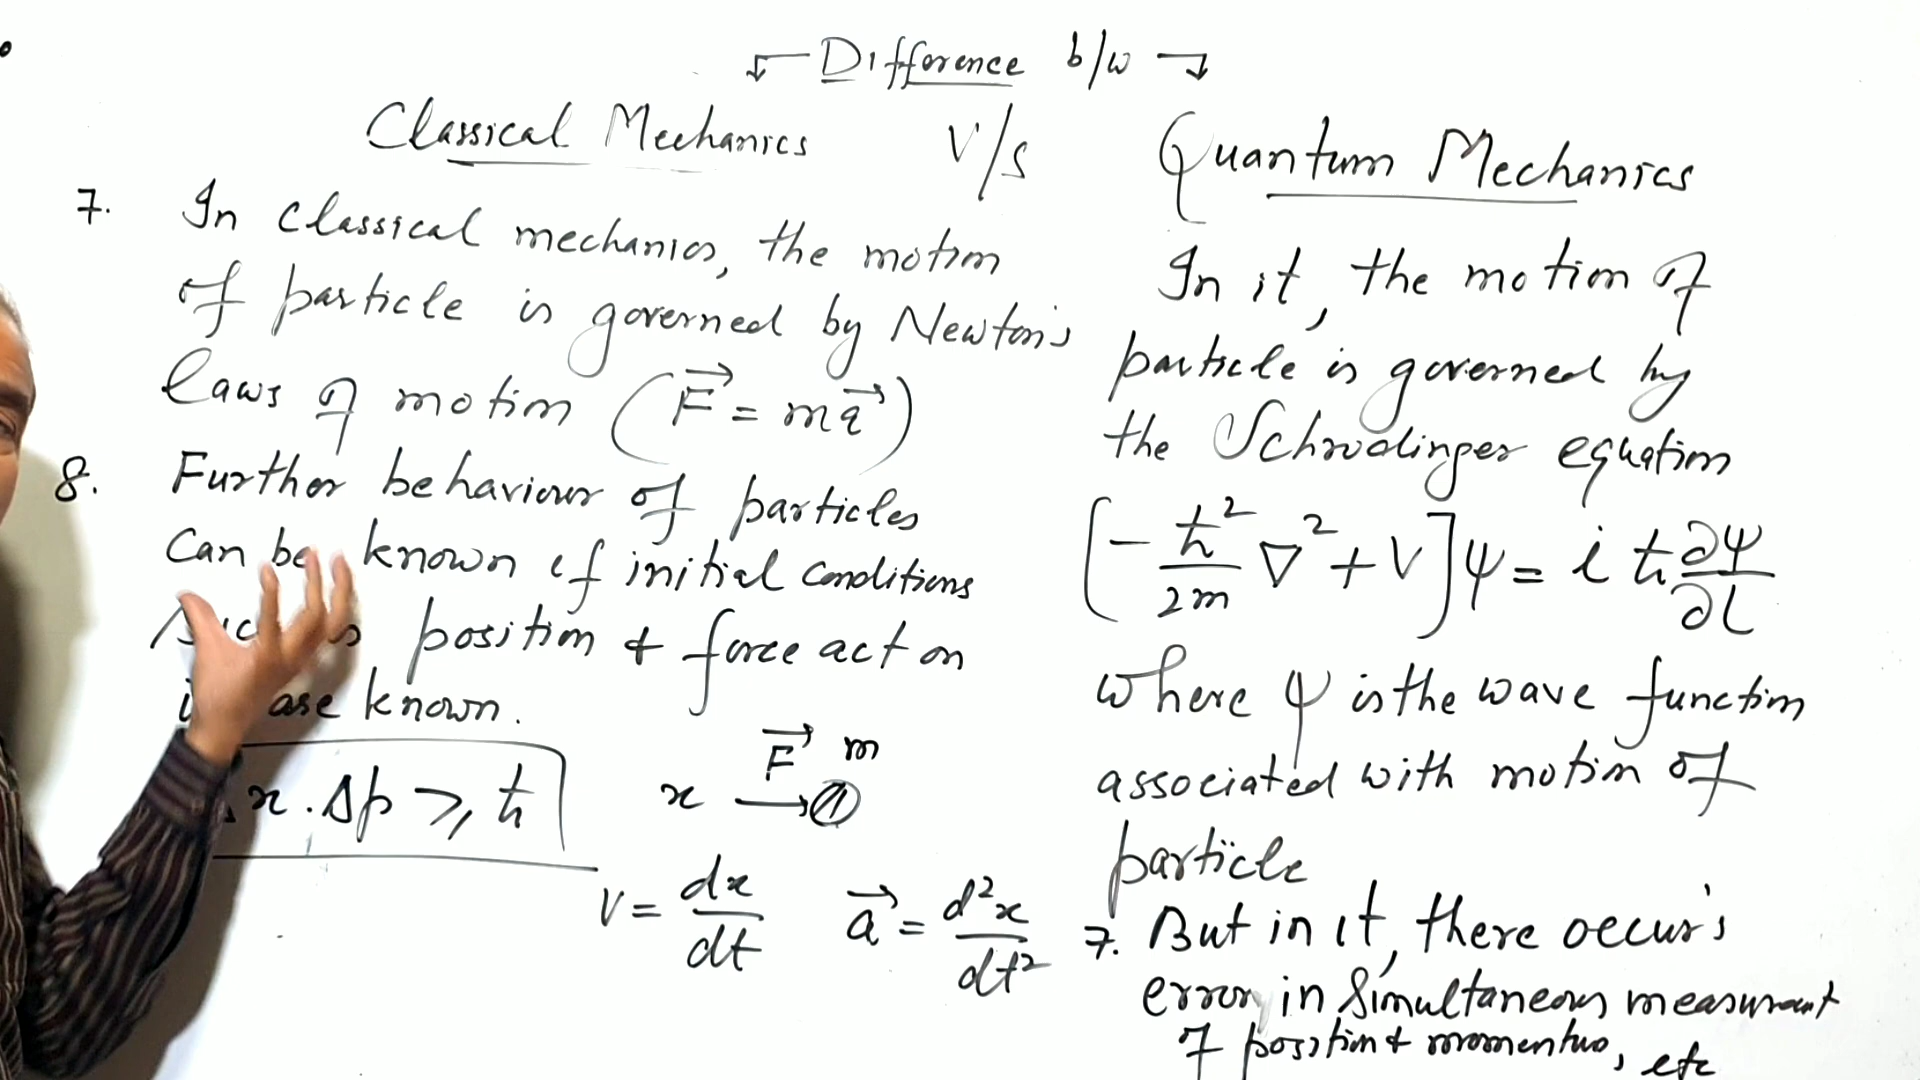 Difference b/w
Classical Mechanics V/s Quantum Mechanics
7. In classical mechanics, the motion
of particle is governed by Newton's
laws of motion (F⃗ = ma⃗)
8. Further behaviour of particles
can be known if initial conditions
position & force act on
are known.
x . Δp ≥ ħ
x F⃗ m
v = dx/dt a⃗ = d²x/dt²
In it, the motion of
particle is governed by
the Schrodinger equation
[-ħ²/2m ∇² + V]ψ = iħ ∂ψ/∂t
where ψ is the wave function
associated with motion of
particle
7. But in it, there occur's
error in simultaneous measurment
of position & momentum, etc